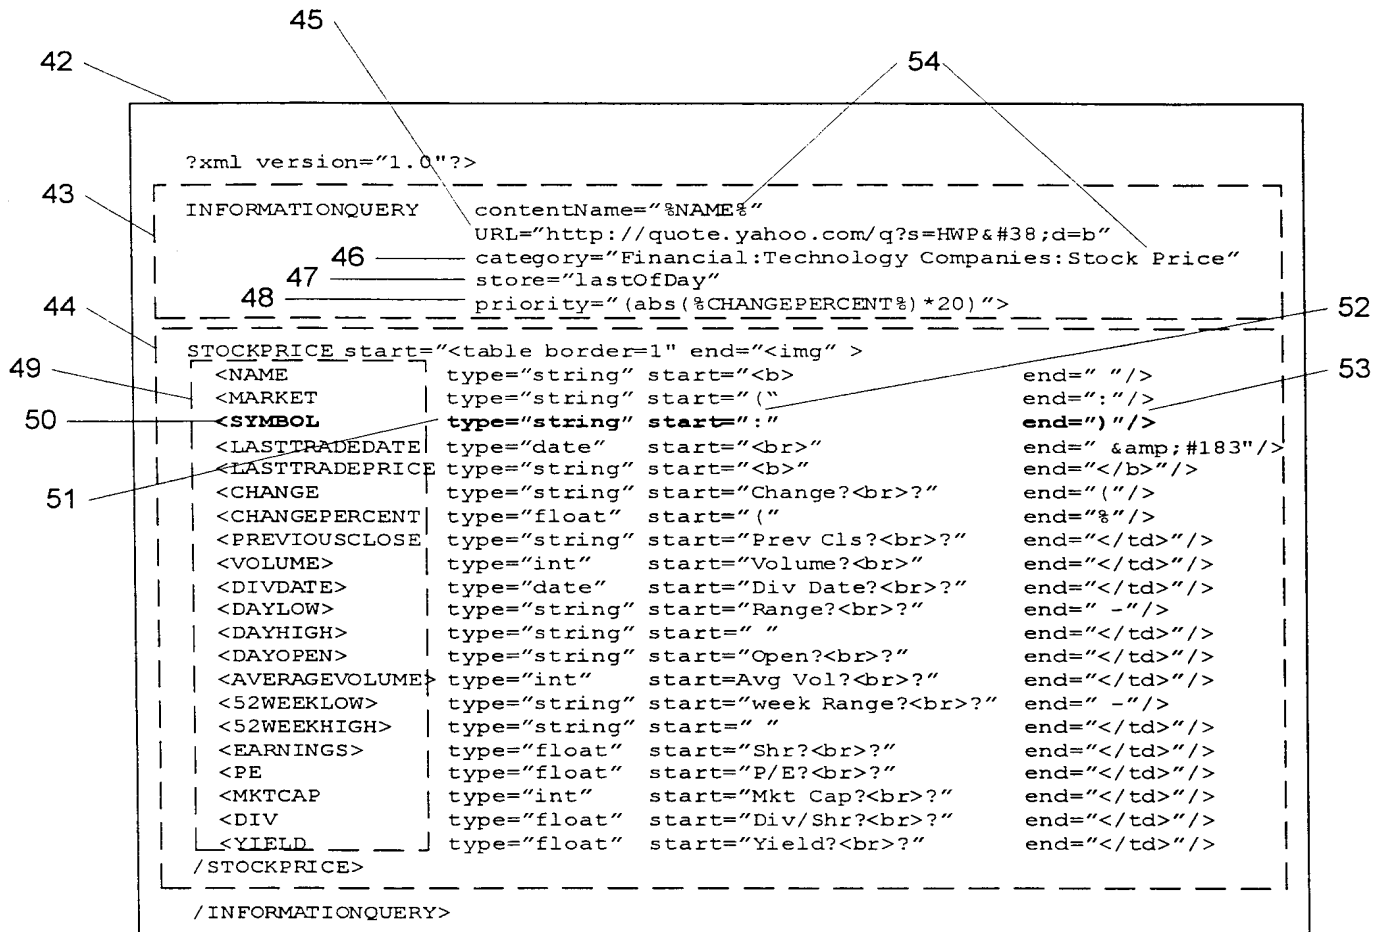 45
42
54
?xml version="1.0"?>
43
INFORMATIONQUERY contentName="%NAME%"
URL="http://quote.yahoo.com/q?s=HWP&#38;d=b"
46 category="Financial:Technology Companies:Stock Price"
47 store="lastOfDay"
48 priority="(abs(%CHANGEPERCENT%)*20)">
44 52
STOCKPRICE start="<table border=1" end="<img" >
49 <NAME type="string" start="<b> end=" "/> 53
<MARKET type="string" start="(" end=":"/>
50 <SYMBOL type="string" start=":" end=")"/>
<LASTTRADEDATE type="date" start="<br>" end=" &amp;#183"/>
<LASTTRADEPRICE type="string" start="<b>" end="</b>"/>
51 <CHANGE type="string" start="Change?<br>?" end="("/>
<CHANGEPERCENT type="float" start="(" end="%"/>
<PREVIOUSCLOSE type="string" start="Prev Cls?<br>?" end="</td>"/>
<VOLUME> type="int" start="Volume?<br>" end="</td>"/>
<DIVDATE> type="date" start="Div Date?<br>?" end="</td>"/>
<DAYLOW> type="string" start="Range?<br>?" end=" -"/>
<DAYHIGH> type="string" start=" " end="</td>"/>
<DAYOPEN> type="string" start="Open?<br>?" end="</td>"/>
<AVERAGEVOLUME> type="int" start=Avg Vol?<br>?" end="</td>"/>
<52WEEKLOW> type="string" start="week Range?<br>?" end=" -"/>
<52WEEKHIGH> type="string" start=" " end="</td>"/>
<EARNINGS> type="float" start="Shr?<br>?" end="</td>"/>
<PE type="float" start="P/E?<br>?" end="</td>"/>
<MKTCAP type="int" start="Mkt Cap?<br>?" end="</td>"/>
<DIV type="float" start="Div/Shr?<br>?" end="</td>"/>
<YIELD type="float" start="Yield?<br>?" end="</td>"/>
/STOCKPRICE>
/INFORMATIONQUERY>